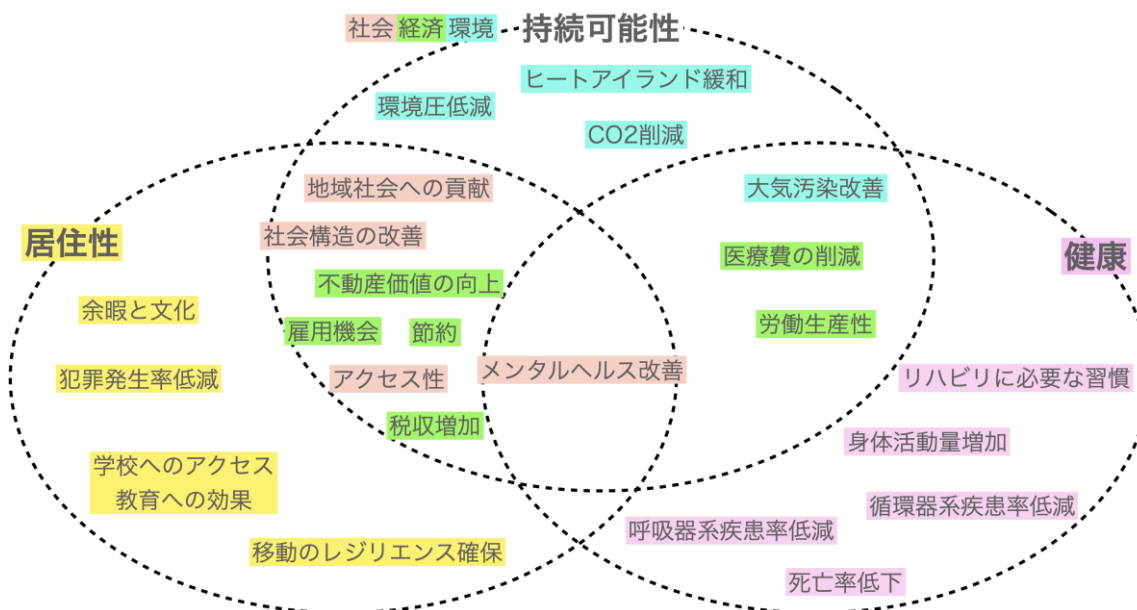 社会 経済 環境
持続可能性
ヒートアイランド緩和
環境圧低減
CO2削減
地域社会への貢献
大気汚染改善
居住性
社会構造の改善
医療費の削減
健康
不動産価値の向上
余暇と文化
雇用機会
節約
労働生産性
犯罪発生率低減
アクセス性
メンタルヘルス改善
リハビリに必要な習慣
税収増加
身体活動量増加
学校へのアクセス
教育への効果
循環器系疾患率低減
呼吸器系疾患率低減
移動のレジリエンス確保
死亡率低下